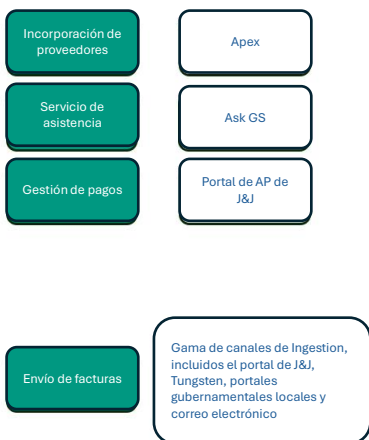 Incorporación de
proveedores
Apex
Servicio de
asistencia
Ask GS
Gestión de pagos
Portal de AP de
J&J
Envío de facturas
Gama de canales de Ingestion,
incluidos el portal de J&J,
Tungsten, portales
gubernamentales locales y
correo electrónico